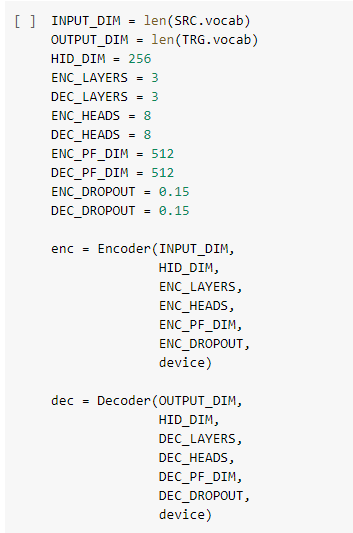 [ ] INPUT_DIM = len(SRC.vocab)
OUTPUT_DIM = len(TRG.vocab)
HID_DIM = 256
ENC_LAYERS = 3
DEC_LAYERS = 3
ENC_HEADS = 8
DEC_HEADS = 8
ENC_PF_DIM = 512
DEC_PF_DIM = 512
ENC_DROPOUT = 0.15
DEC_DROPOUT = 0.15

enc = Encoder(INPUT_DIM,
              HID_DIM,
              ENC_LAYERS,
              ENC_HEADS,
              ENC_PF_DIM,
              ENC_DROPOUT,
              device)

dec = Decoder(OUTPUT_DIM,
              HID_DIM,
              DEC_LAYERS,
              DEC_HEADS,
              DEC_PF_DIM,
              DEC_DROPOUT,
              device)